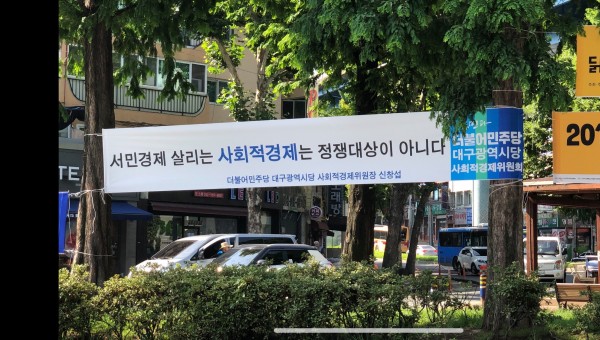 서민경제 살리는 사회적경제는 정쟁대상이 아니다
더불어민주당 대구광역시당 사회적경제위원장 신창섭
더불어민주당
대구광역시당
사회적경제위원회
201